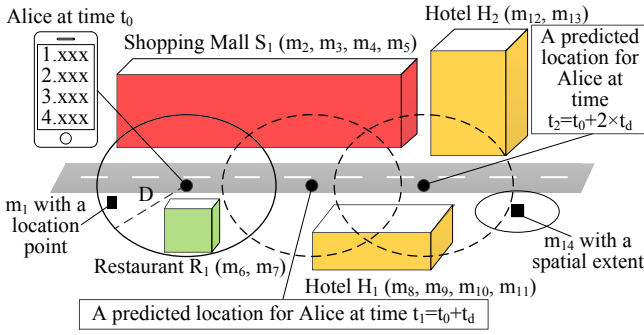 Alice at time t₀
1.xxx
2.xxx
3.xxx
4.xxx
Shopping Mall S₁ (m₂, m₃, m₄, m₅)
Hotel H₂ (m₁₂, m₁₃)
A predicted
location for
Alice at
time
t₂=t₀+2×t_d
D
m₁ with a
location
point
Restaurant R₁ (m₆, m₇)
Hotel H₁ (m₈, m₉, m₁₀, m₁₁)
m₁₄ with a
spatial extent
A predicted location for Alice at time t₁=t₀+t_d